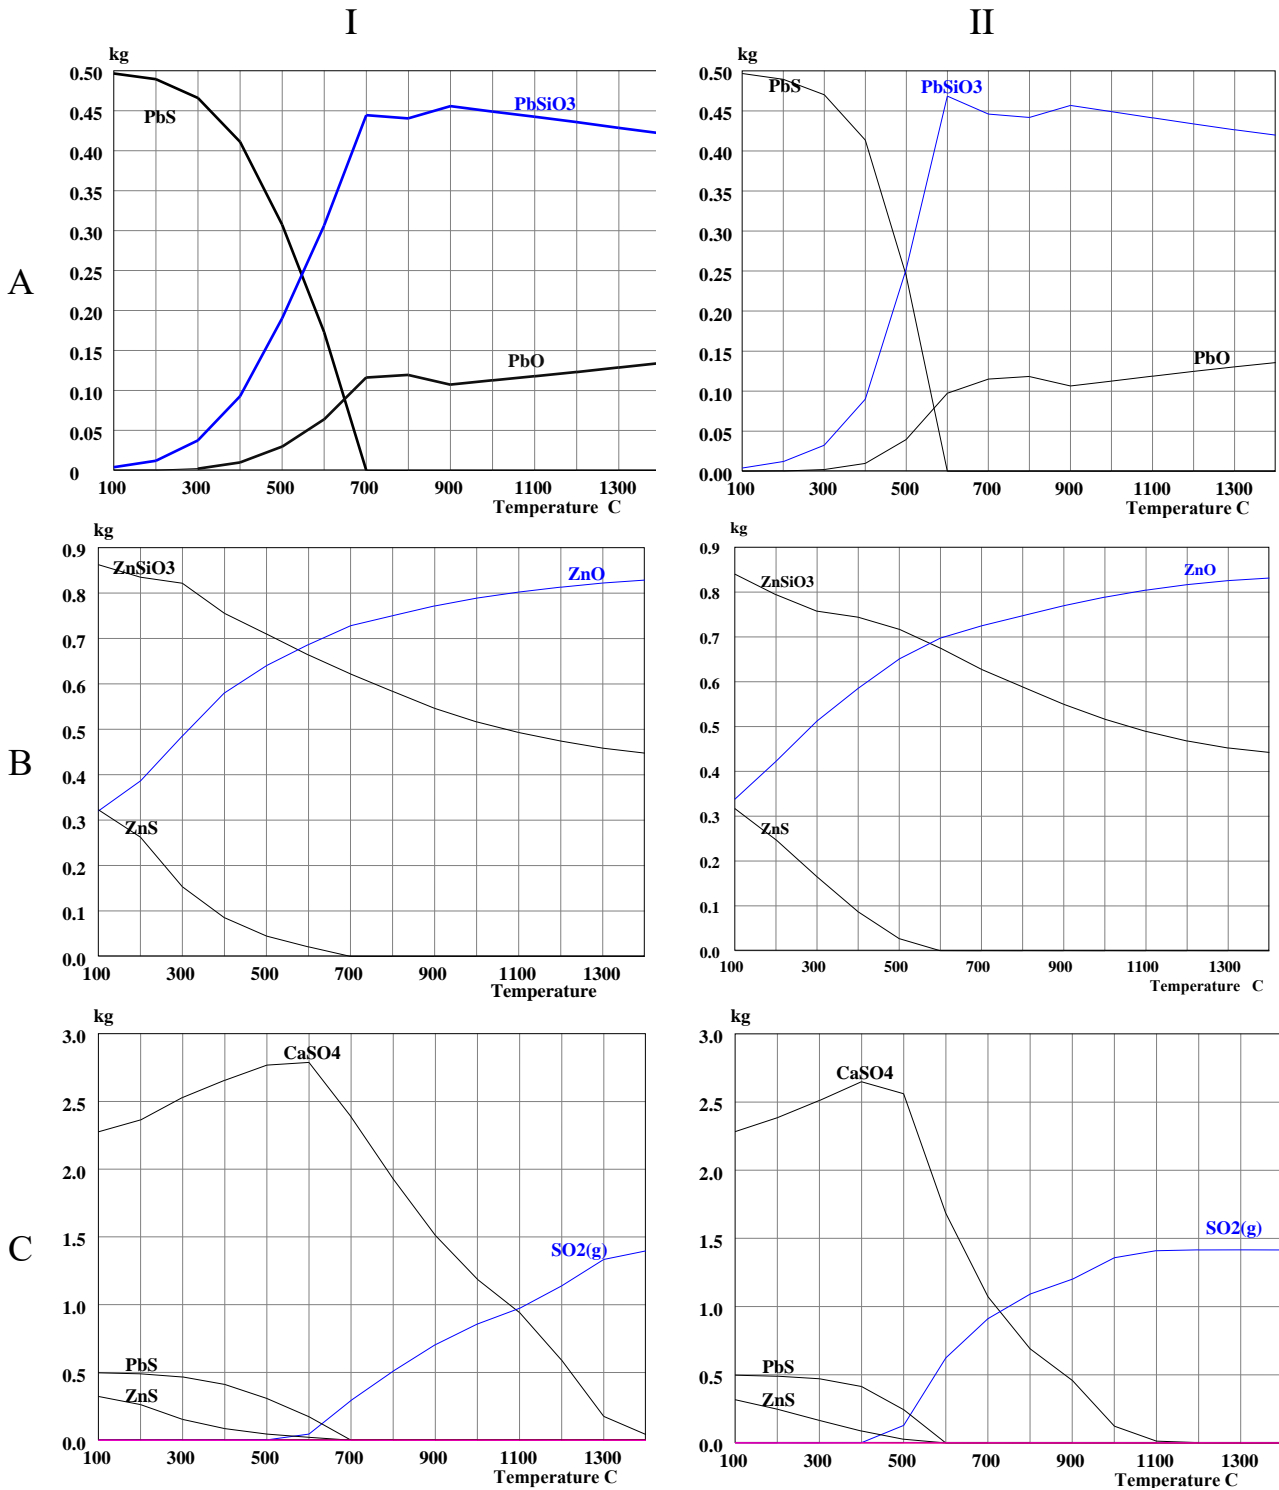 I II
kg kg
0.50 0.50
PbS PbSiO3 PbS PbSiO3
0.45 0.45
0.40 0.40
0.35 0.35
0.30 0.30
A 0.25 0.25
0.20 0.20
0.15 PbO 0.15 PbO
0.10 0.10
0.05 0.05
0 0.00
100 300 500 700 900 1100 1300 100 300 500 700 900 1100 1300
Temperature C Temperature C
kg kg
0.9 0.9
ZnSiO3 ZnO ZnSiO3 ZnO
0.8 0.8
0.7 0.7
0.6 0.6
0.5 0.5
B 0.4 0.4
0.3 0.3
ZnS ZnS
0.2 0.2
0.1 0.1
0.0 0.0
100 300 500 700 900 1100 1300 100 300 500 700 900 1100 1300
Temperature Temperature C
kg kg
3.0 3.0
CaSO4 CaSO4
2.5 2.5
2.0 2.0
C 1.5 SO2(g) 1.5 SO2(g)
1.0 1.0
PbS PbS
0.5 0.5
ZnS ZnS
0.0 0.0
100 300 500 700 900 1100 1300 100 300 500 700 900 1100 1300
Temperature C Temperature C